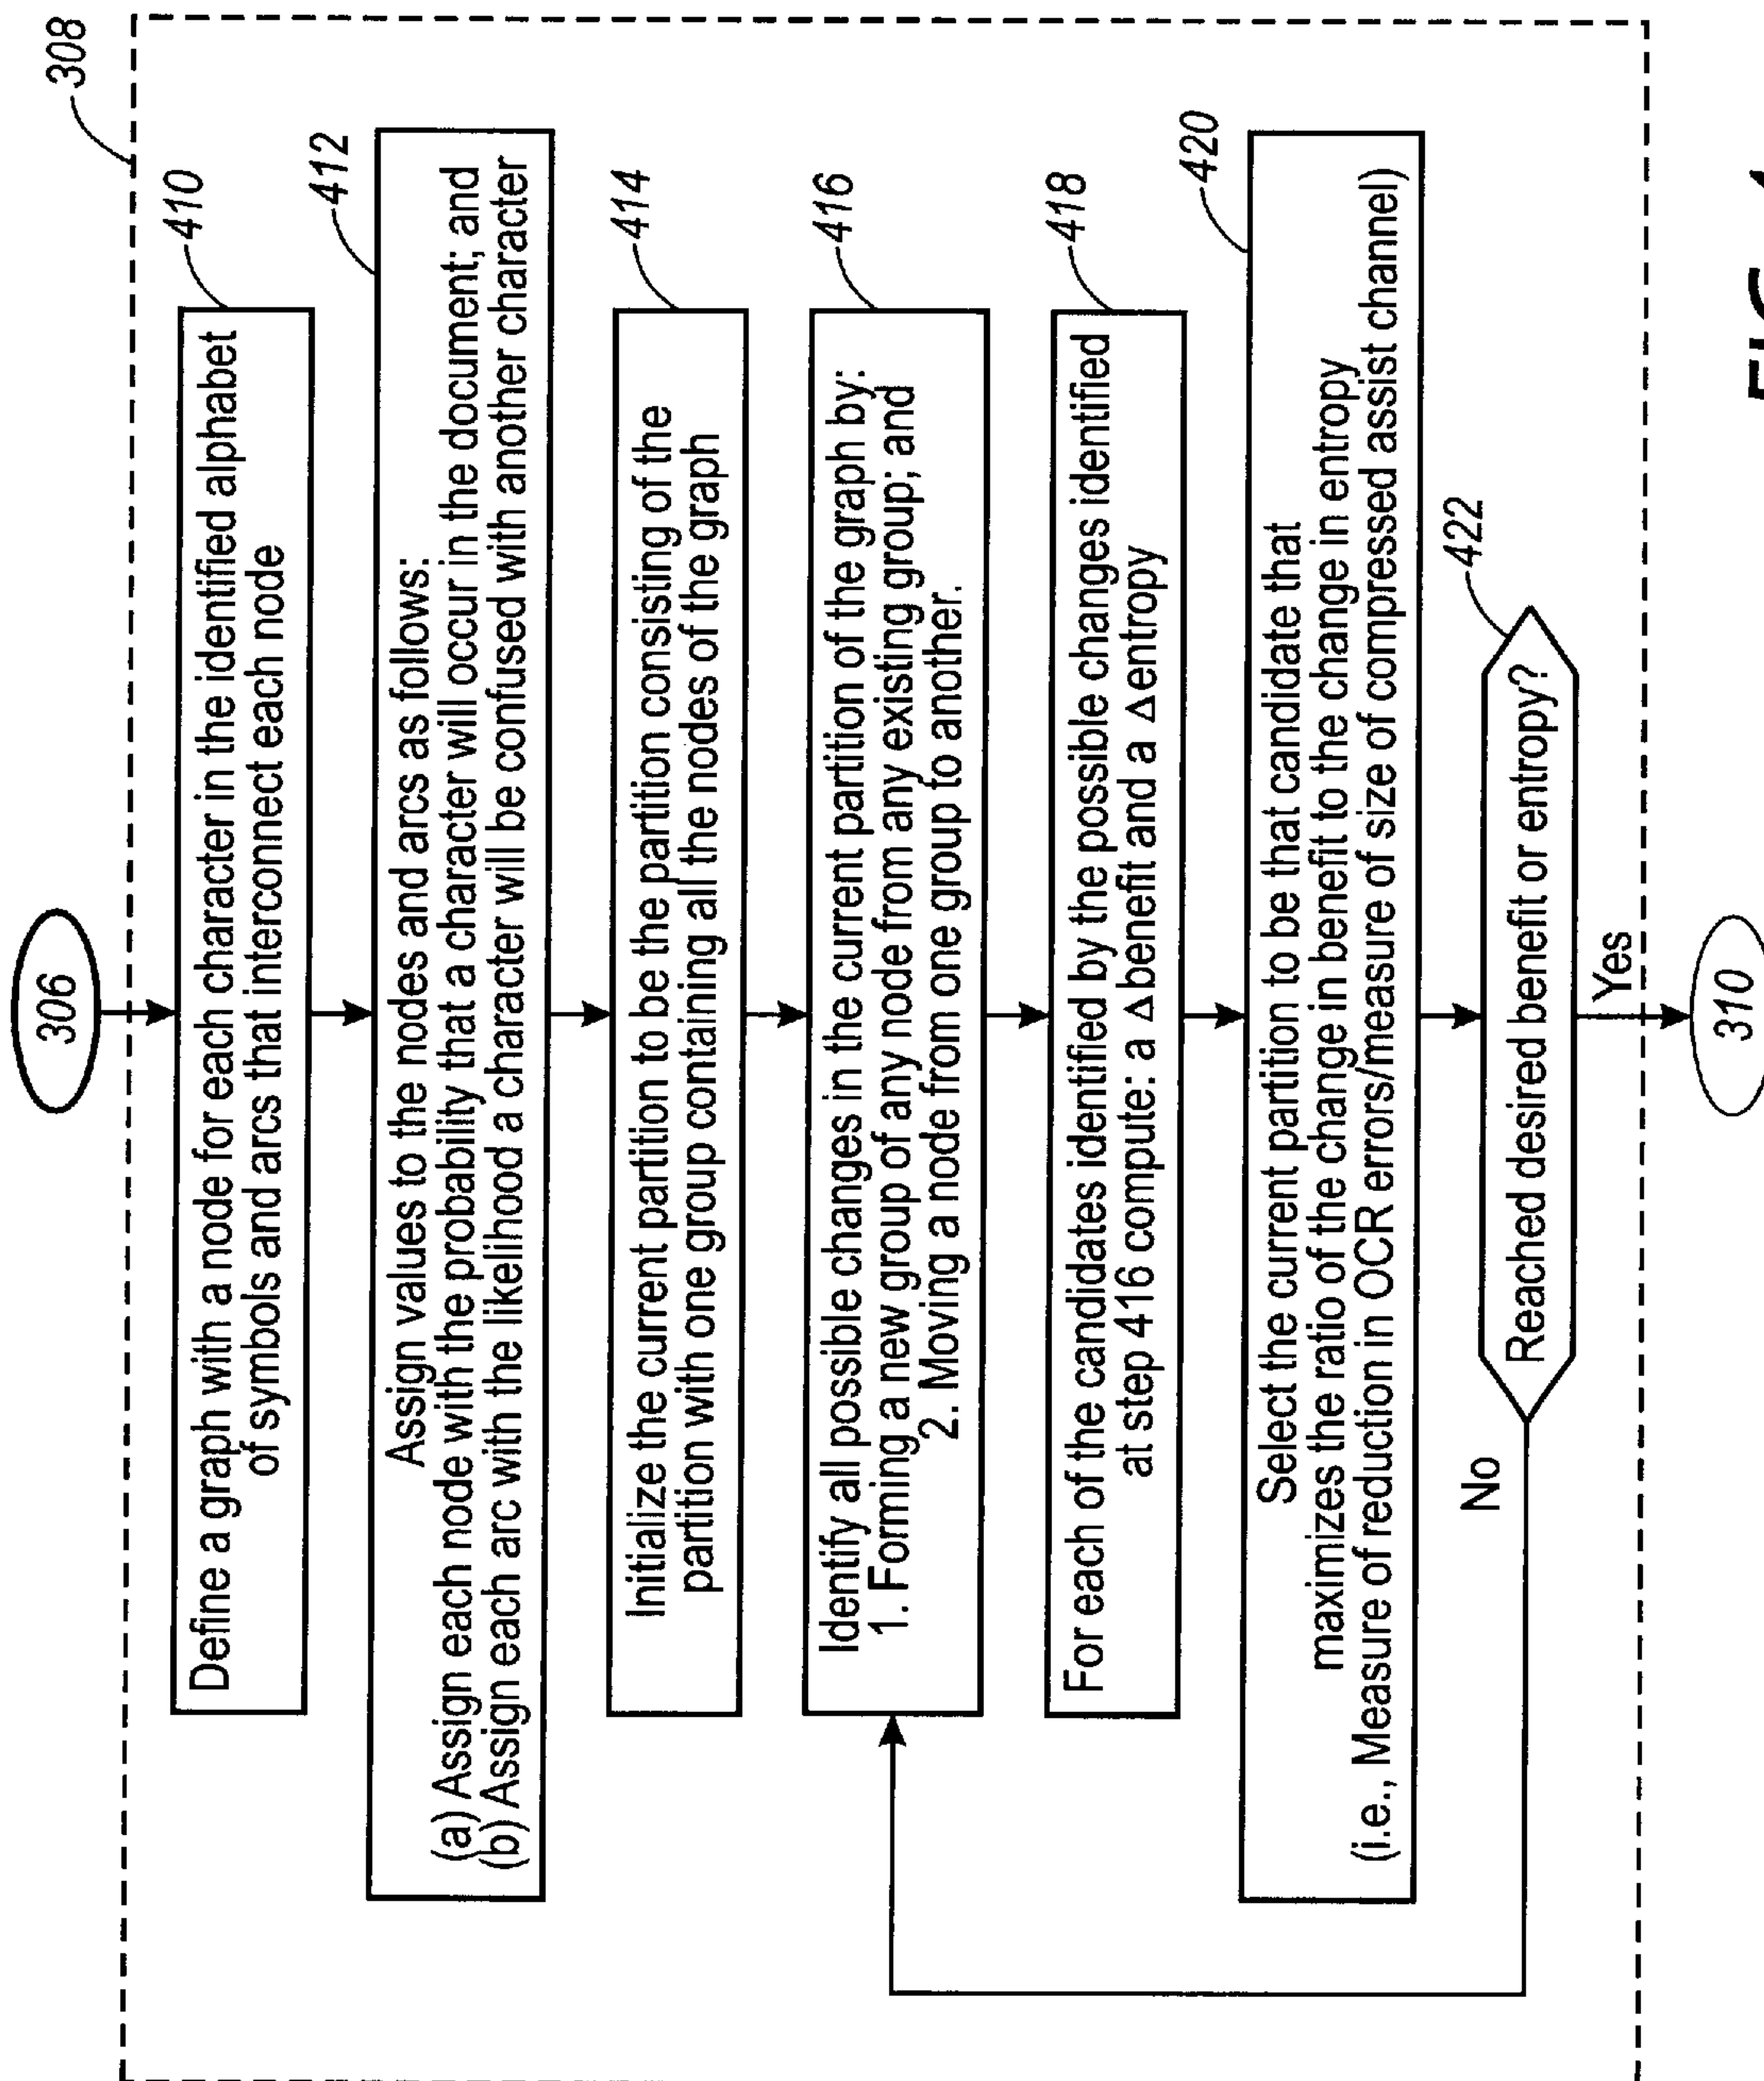 306
308
410
Define a graph with a node for each character in the identified alphabet
of symbols and arcs that interconnect each node
412
Assign values to the nodes and arcs as follows:
(a) Assign each node with the probability that a character will occur in the document; and
(b) Assign each arc with the likelihood a character will be confused with another character
414
Initialize the current partition to be the partition consisting of the
partition with one group containing all the nodes of the graph
416
Identify all possible changes in the current partition of the graph by:
1. Forming a new group of any node from any existing group; and
2. Moving a node from one group to another.
418
For each of the candidates identified by the possible changes identified
at step 416 compute: a Δbenefit and a Δentropy
420
Select the current partition to be that candidate that
maximizes the ratio of the change in benefit to the change in entropy
(i.e., Measure of reduction in OCR errors/measure of size of compressed assist channel)
422
Reached desired benefit or entropy?
No
Yes
310